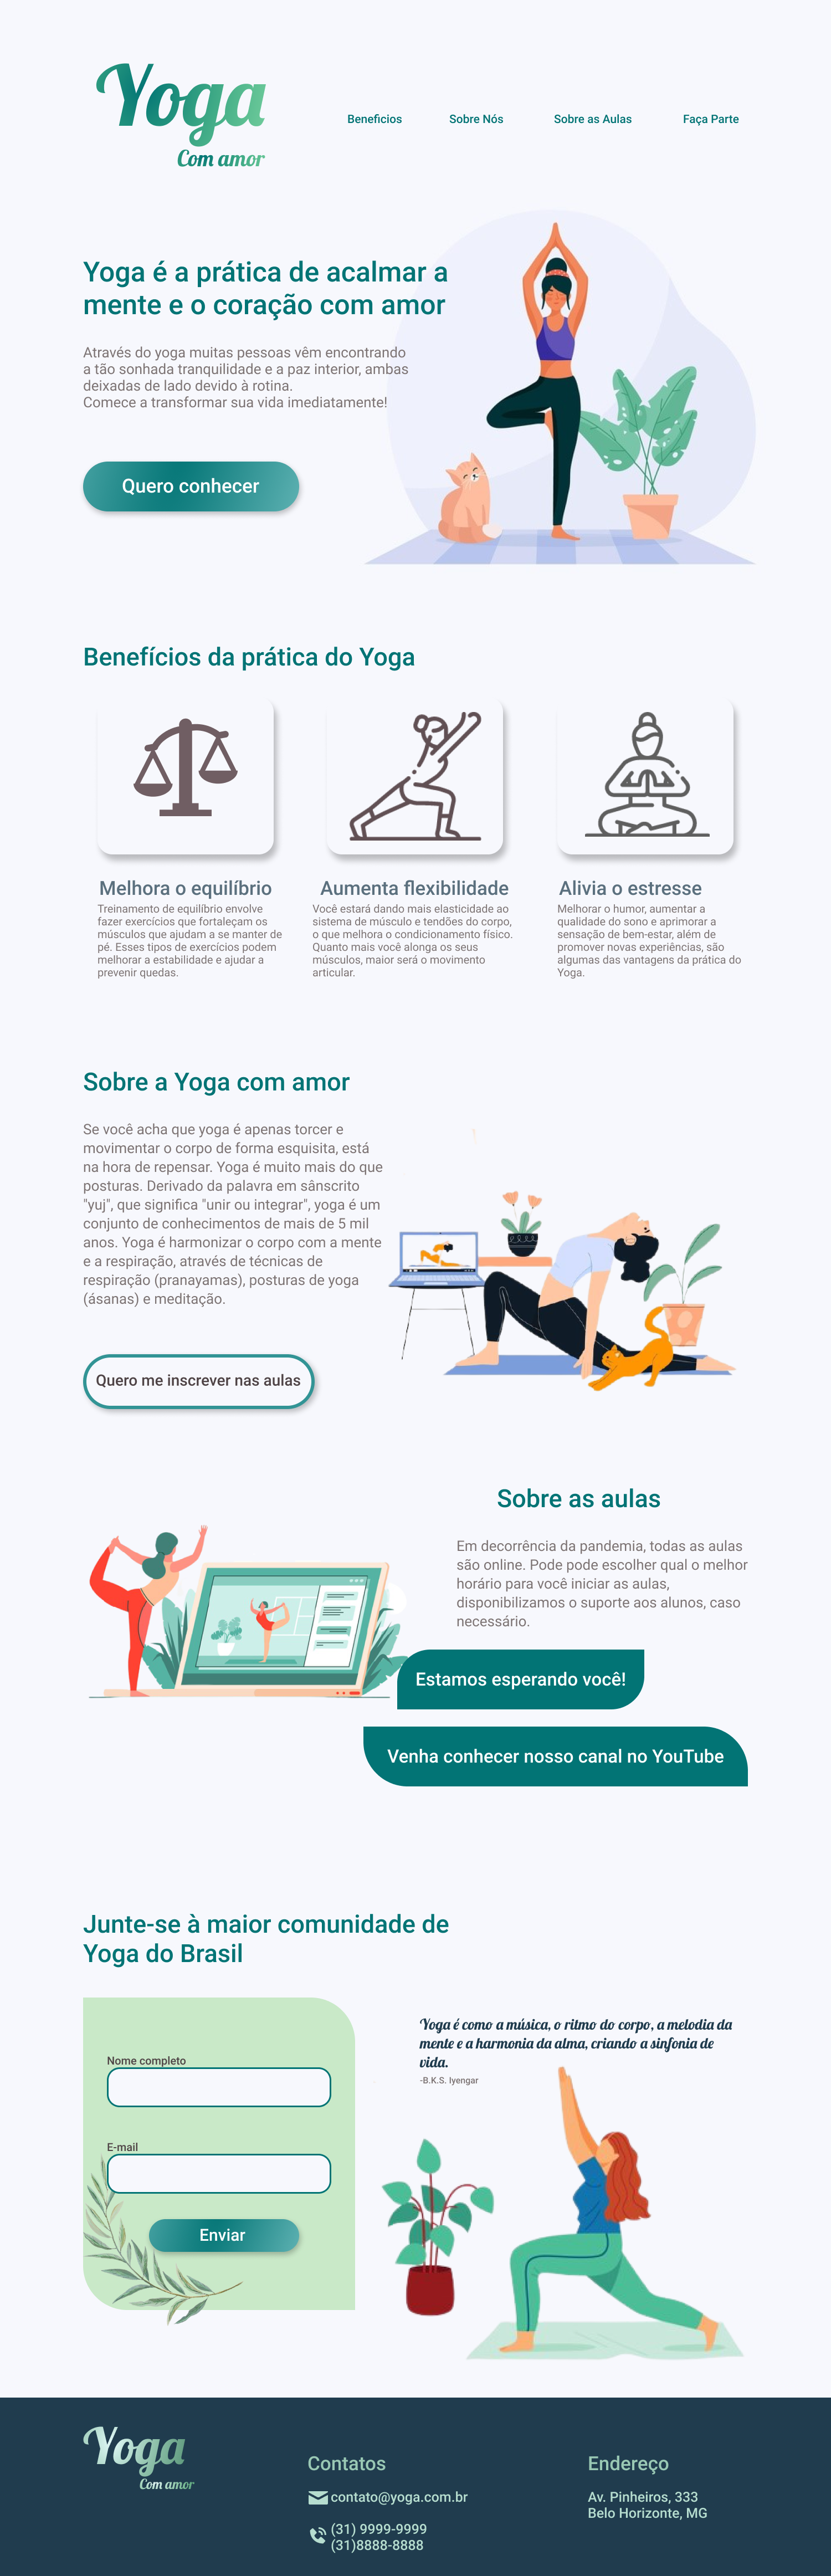 Yoga
Com amor
Beneficios
Sobre Nós
Sobre as Aulas
Faça Parte
Yoga é a prática de acalmar a
mente e o coração com amor
Através do yoga muitas pessoas vêm encontrando
a tão sonhada tranquilidade e a paz interior, ambas
deixadas de lado devido à rotina.
Comece a transformar sua vida imediatamente!
Quero conhecer
Benefícios da prática do Yoga
Melhora o equilíbrio
Treinamento de equilíbrio envolve
fazer exercícios que fortaleçam os
músculos que ajudam a se manter de
pé. Esses tipos de exercícios podem
melhorar a estabilidade e ajudar a
prevenir quedas.
Aumenta flexibilidade
Você estará dando mais elasticidade ao
sistema de músculo e tendões do corpo,
o que melhora o condicionamento físico.
Quanto mais você alonga os seus
músculos, maior será o movimento
articular.
Alivia o estresse
Melhorar o humor, aumentar a
qualidade do sono e aprimorar a
sensação de bem-estar, além de
promover novas experiências, são
algumas das vantagens da prática do
Yoga.
Sobre a Yoga com amor
Se você acha que yoga é apenas torcer e
movimentar o corpo de forma esquisita, está
na hora de repensar. Yoga é muito mais do que
posturas. Derivado da palavra em sânscrito
"yuj", que significa "unir ou integrar", yoga é um
conjunto de conhecimentos de mais de 5 mil
anos. Yoga é harmonizar o corpo com a mente
e a respiração, através de técnicas de
respiração (pranayamas), posturas de yoga
(ásanas) e meditação.
Quero me inscrever nas aulas
Sobre as aulas
Em decorrência da pandemia, todas as aulas
são online. Pode pode escolher qual o melhor
horário para você iniciar as aulas,
disponibilizamos o suporte aos alunos, caso
necessário.
Estamos esperando você!
Venha conhecer nosso canal no YouTube
Junte-se à maior comunidade de
Yoga do Brasil
Nome completo
E-mail
Enviar
Yoga é como a música, o ritmo do corpo, a melodia da
mente e a harmonia da alma, criando a sinfonia de
vida.
-B.K.S. Iyengar
Yoga
Com amor
Contatos
contato@yoga.com.br
(31) 9999-9999
(31)8888-8888
Endereço
Av. Pinheiros, 333
Belo Horizonte, MG